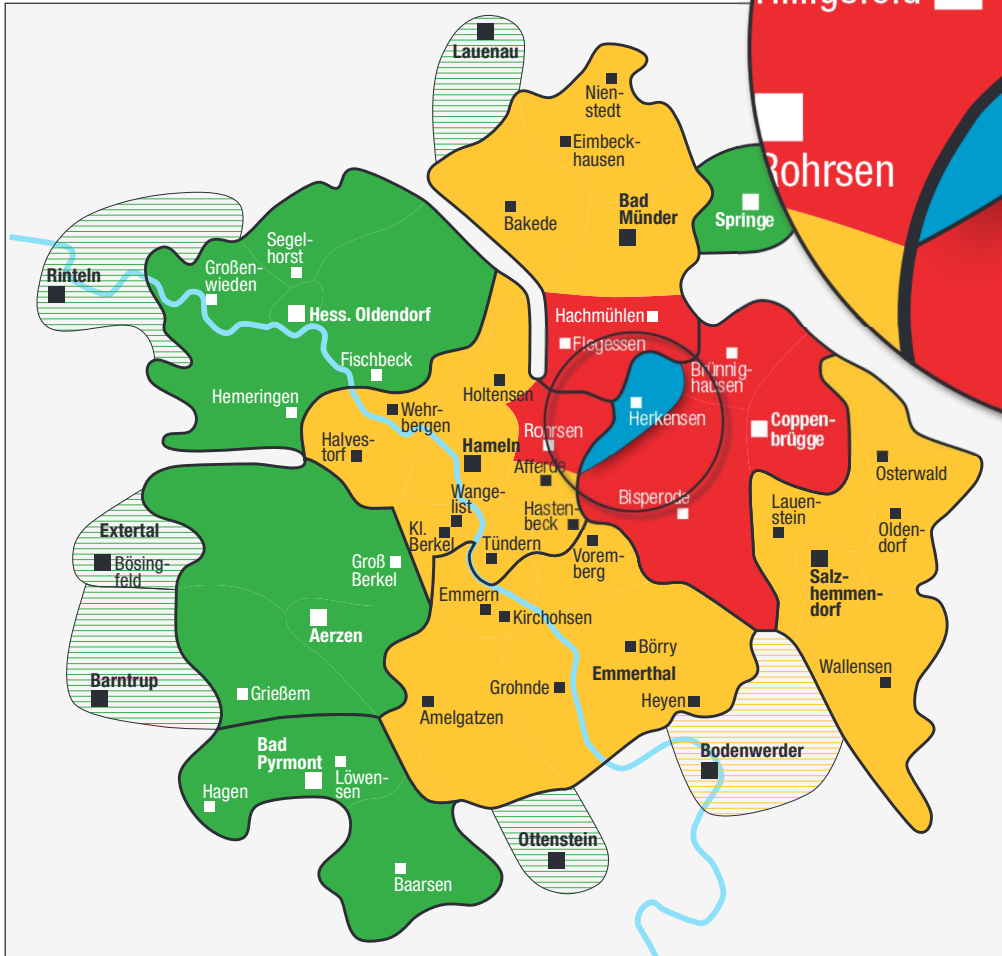 Hilligsfeld
Rohrsen
Lauenau
Nien-
stedt
Eimbeck-
hausen
Bakede
Bad
Münder
Springe
Segel-
horst
Großen-
wieden
Rinteln
Hess. Oldendorf
Fischbeck
Hemeringen
Hachmühlen
Flegessen
Brünnig-
hausen
Herkensen
Coppen-
brügge
Holtensen
Wehr-
bergen
Halves-
torf
Hameln
Rohrsen
Afferde
Wange-
list
Hasten-
beck
Kl.
Berkel
Tündern
Vorem-
berg
Bisperode
Osterwald
Lauen-
stein
Olden-
dorf
Salz-
hemmen-
dorf
Wallensen
Extertal
Bösing-
feld
Groß
Berkel
Aerzen
Emmern
Kirchohsen
Börry
Emmerthal
Grohnde
Heyen
Amelgatzen
Barntrup
Grießem
Bad
Pyrmont
Löwen-
sen
Hagen
Bodenwerder
Ottenstein
Baarsen